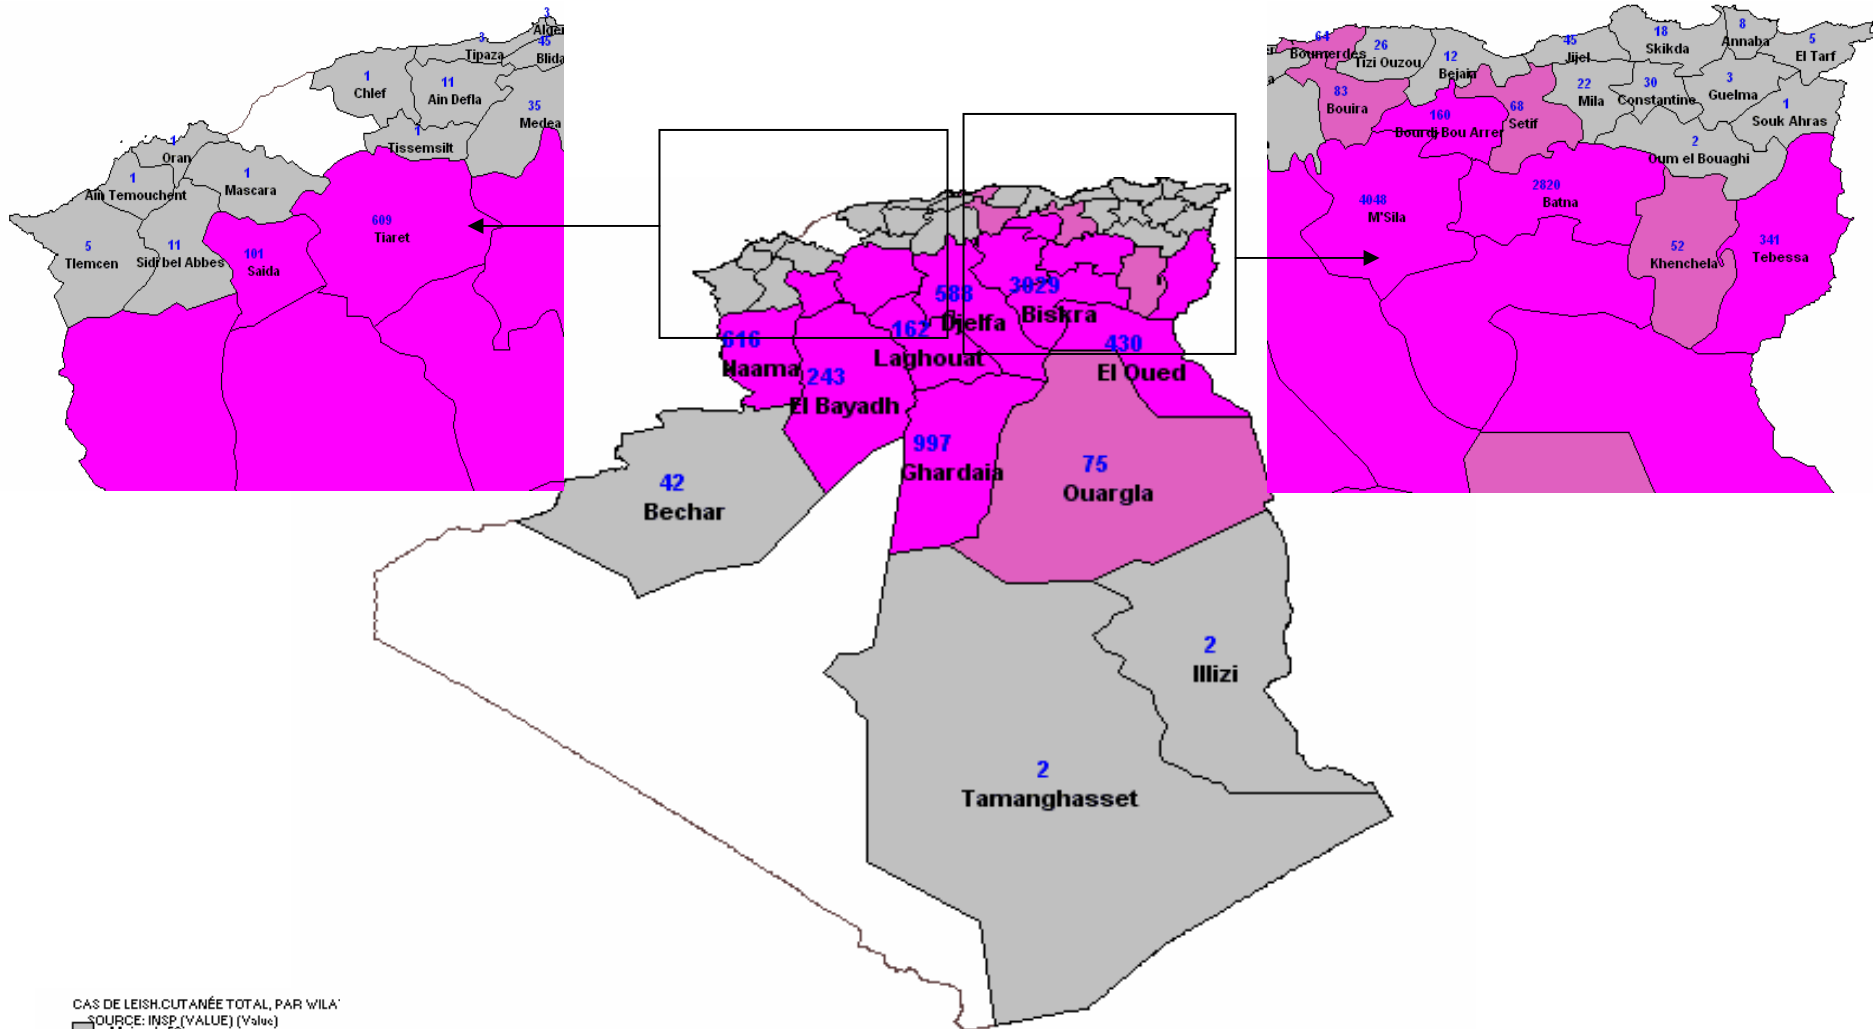 3
Alger
3
Tipaza
45
Blida
1
Chlef
11
Ain Defla
35
Medea
1
Tissemsilt
1
Oran
1
Ain Temouchent
1
Mascara
5
Tlemcen
11
Sidi bel Abbes
101
Saida
609
Tiaret
64
Boumerdes
26
Tizi Ouzou
12
Bejaia
45
Jijel
18
Skikda
8
Annaba
5
El Tarf
83
Bouira
160
Bourdj Bou Arrer
68
Setif
22
Mila
30
Constantine
3
Guelma
1
Souk Ahras
2
Oum el Bouaghi
4048
M'Sila
2820
Batna
52
Khenchela
341
Tebessa
588
Djelfa
3029
Biskra
616
Naama
162
Laghouat
430
El Oued
243
El Bayadh
997
Ghardaia
75
Ouargla
42
Bechar
2
Illizi
2
Tamanghasset
CAS DE LEISH.CUTANÉE TOTAL, PAR WILA
SOURCE: INSP (VALUE) (Value)